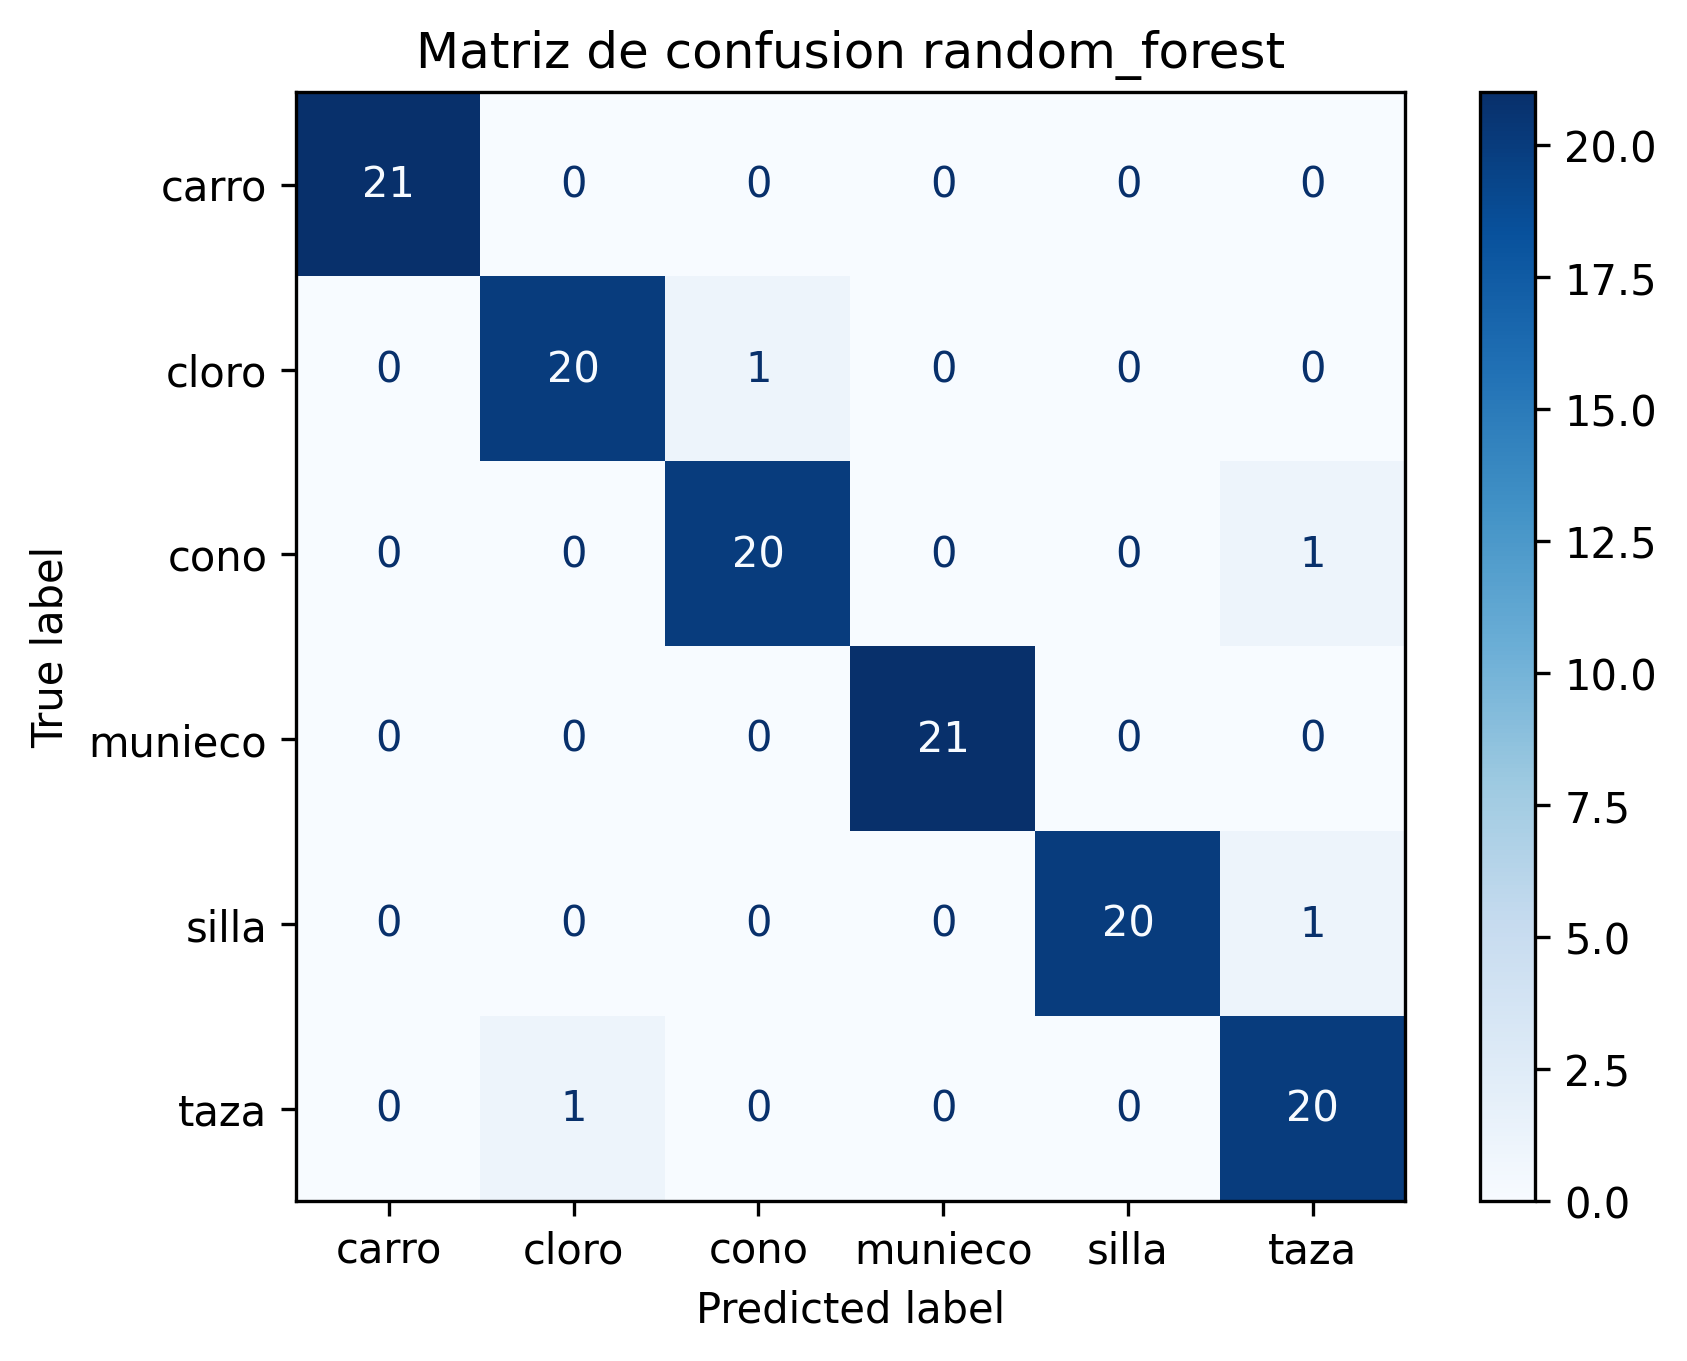 Matriz de confusion random_forest
carro 21 0 0 0 0 0
cloro 0 20 1 0 0 0
cono 0 0 20 0 0 1
munieco 0 0 0 21 0 0
silla 0 0 0 0 20 1
taza 0 1 0 0 0 20
carro cloro cono munieco silla taza
Predicted label
True label
20.0
17.5
15.0
12.5
10.0
7.5
5.0
2.5
0.0